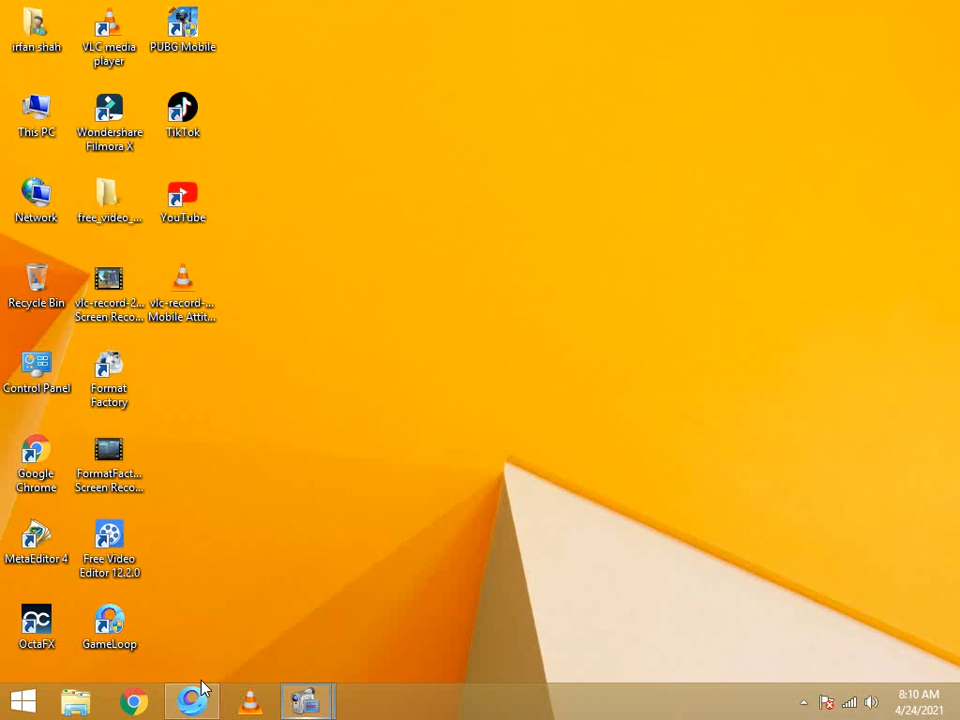 irfan shah
VLC media
player
PUBG Mobile
This PC
Wondershare
Filmora X
TikTok
Network
free_video_...
YouTube
Recycle Bin
vlc-record-2...
Screen Reco...
vlc-record-...
Mobile Attit...
Control Panel
Format
Factory
Google
Chrome
FormatFact...
Screen Reco...
MetaEditor 4
Free Video
Editor 12.2.0
OctaFX
GameLoop
8:10 AM
4/24/2021